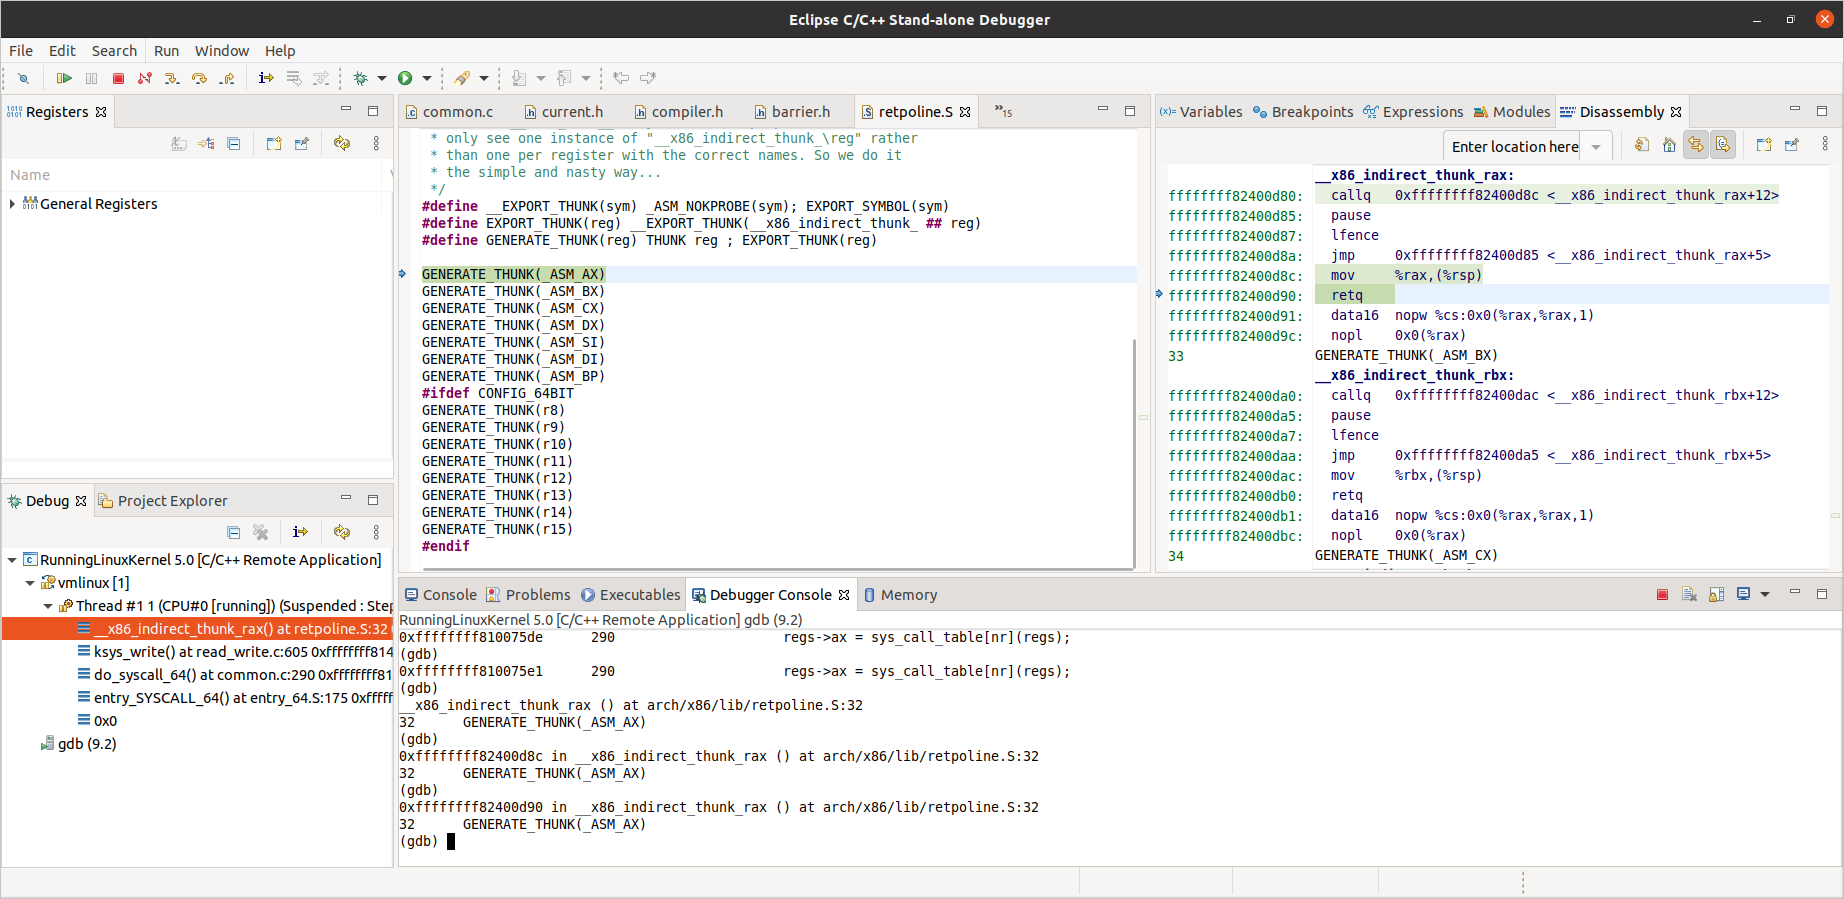 Eclipse C/C++ Stand-alone Debugger
File Edit Search Run Window Help
Registers
Name
General Registers
Debug Project Explorer
RunningLinuxKernel 5.0 [C/C++ Remote Application]
vmlinux [1]
Thread #1 1 (CPU#0 [running]) (Suspended : Step
__x86_indirect_thunk_rax() at retpoline.S:32
ksys_write() at read_write.c:605 0xffffffff814
do_syscall_64() at common.c:290 0xffffffff81
entry_SYSCALL_64() at entry_64.S:175 0xfffff
0x0
gdb (9.2)
common.c current.h compiler.h barrier.h retpoline.S »15
* only see one instance of "__x86_indirect_thunk_\reg" rather
* than one per register with the correct names. So we do it
* the simple and nasty way...
*/
#define __EXPORT_THUNK(sym) _ASM_NOKPROBE(sym); EXPORT_SYMBOL(sym)
#define EXPORT_THUNK(reg) __EXPORT_THUNK(__x86_indirect_thunk_ ## reg)
#define GENERATE_THUNK(reg) THUNK reg ; EXPORT_THUNK(reg)
GENERATE_THUNK(_ASM_AX)
GENERATE_THUNK(_ASM_BX)
GENERATE_THUNK(_ASM_CX)
GENERATE_THUNK(_ASM_DX)
GENERATE_THUNK(_ASM_SI)
GENERATE_THUNK(_ASM_DI)
GENERATE_THUNK(_ASM_BP)
#ifdef CONFIG_64BIT
GENERATE_THUNK(r8)
GENERATE_THUNK(r9)
GENERATE_THUNK(r10)
GENERATE_THUNK(r11)
GENERATE_THUNK(r12)
GENERATE_THUNK(r13)
GENERATE_THUNK(r14)
GENERATE_THUNK(r15)
#endif
Variables Breakpoints Expressions Modules Disassembly
Enter location here
__x86_indirect_thunk_rax:
ffffffff82400d80: callq 0xffffffff82400d8c <__x86_indirect_thunk_rax+12>
ffffffff82400d85: pause
ffffffff82400d87: lfence
ffffffff82400d8a: jmp 0xffffffff82400d85 <__x86_indirect_thunk_rax+5>
ffffffff82400d8c: mov %rax,(%rsp)
ffffffff82400d90: retq
ffffffff82400d91: data16 nopw %cs:0x0(%rax,%rax,1)
ffffffff82400d9c: nopl 0x0(%rax)
33 GENERATE_THUNK(_ASM_BX)
__x86_indirect_thunk_rbx:
ffffffff82400da0: callq 0xffffffff82400dac <__x86_indirect_thunk_rbx+12>
ffffffff82400da5: pause
ffffffff82400da7: lfence
ffffffff82400daa: jmp 0xffffffff82400da5 <__x86_indirect_thunk_rbx+5>
ffffffff82400dac: mov %rbx,(%rsp)
ffffffff82400db0: retq
ffffffff82400db1: data16 nopw %cs:0x0(%rax,%rax,1)
ffffffff82400dbc: nopl 0x0(%rax)
34 GENERATE_THUNK(_ASM_CX)
Console Problems Executables Debugger Console Memory
RunningLinuxKernel 5.0 [C/C++ Remote Application] gdb (9.2)
0xffffffff810075de 290 regs->ax = sys_call_table[nr](regs);
(gdb)
0xffffffff810075e1 290 regs->ax = sys_call_table[nr](regs);
(gdb)
__x86_indirect_thunk_rax () at arch/x86/lib/retpoline.S:32
32 GENERATE_THUNK(_ASM_AX)
(gdb)
0xffffffff82400d8c in __x86_indirect_thunk_rax () at arch/x86/lib/retpoline.S:32
32 GENERATE_THUNK(_ASM_AX)
(gdb)
0xffffffff82400d90 in __x86_indirect_thunk_rax () at arch/x86/lib/retpoline.S:32
32 GENERATE_THUNK(_ASM_AX)
(gdb)